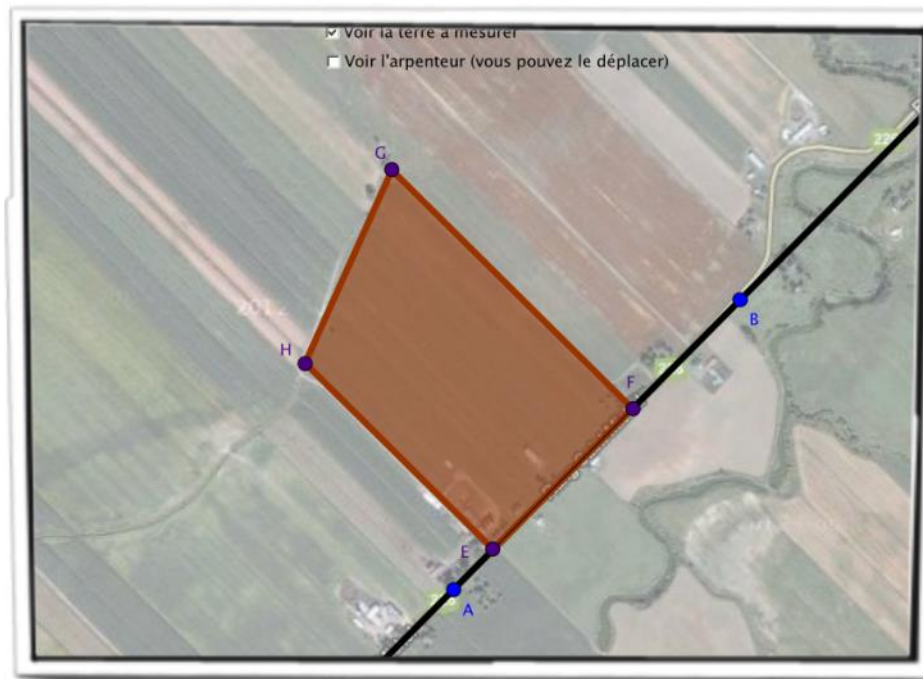 Voir la terre à mesurer
Voir l'arpenteur (vous pouvez le déplacer)
G
H
F
B
E
A